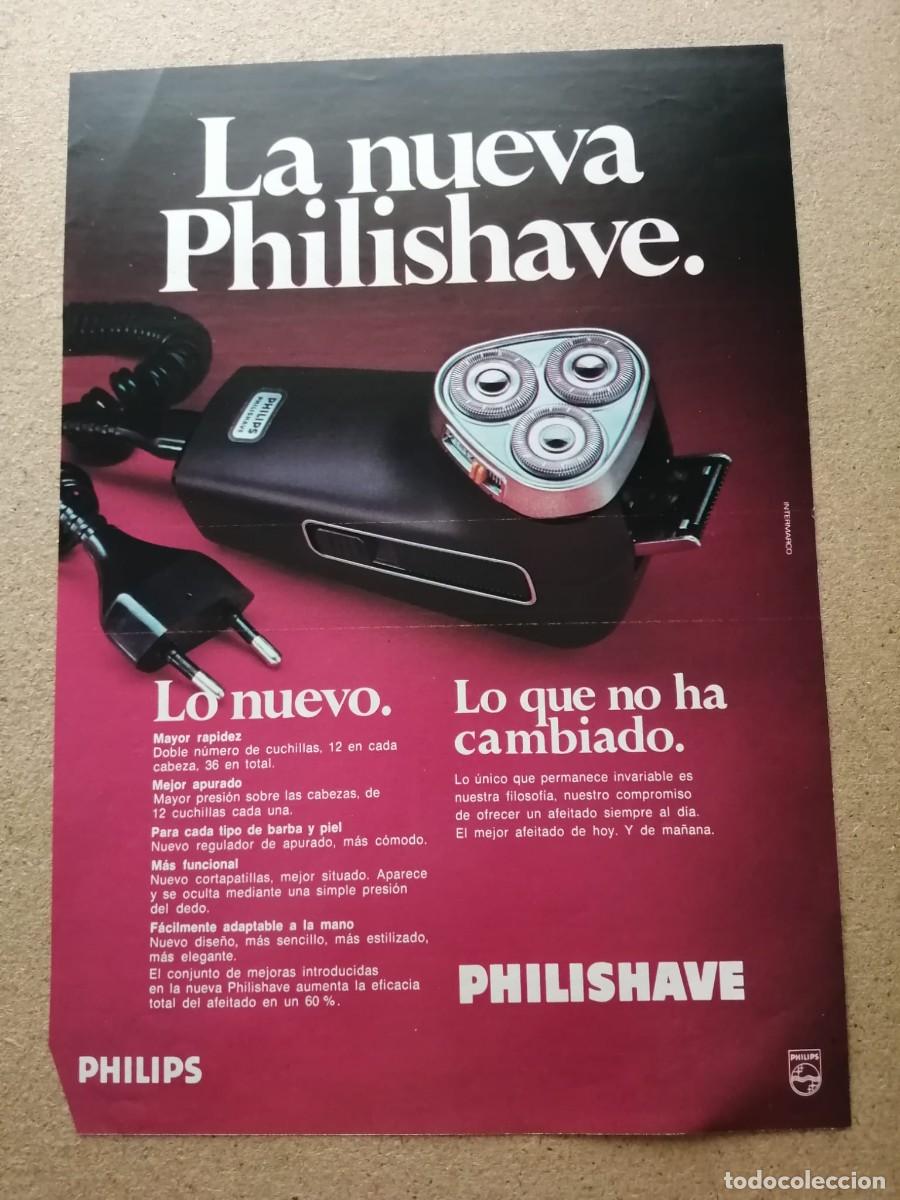 La nueva
Philishave.
PHILIPS
PHILISHAVE
INTERMARCO
Lo nuevo.
Mayor rapidez
Doble número de cuchillas, 12 en cada
cabeza, 36 en total.
Mejor apurado
Mayor presión sobre las cabezas, de
12 cuchillas cada una.
Para cada tipo de barba y piel
Nuevo regulador de apurado, más cómodo.
Más funcional
Nuevo cortapatillas, mejor situado. Aparece
y se oculta mediante una simple presión
del dedo.
Fácilmente adaptable a la mano
Nuevo diseño, más sencillo, más estilizado,
más elegante.
El conjunto de mejoras introducidas
en la nueva Philishave aumenta la eficacia
total del afeitado en un 60 %.
Lo que no ha
cambiado.
Lo único que permanece invariable es
nuestra filosofía, nuestro compromiso
de ofrecer un afeitado siempre al día.
El mejor afeitado de hoy. Y de mañana.
PHILISHAVE
PHILIPS
PHILIPS
todocoleccion